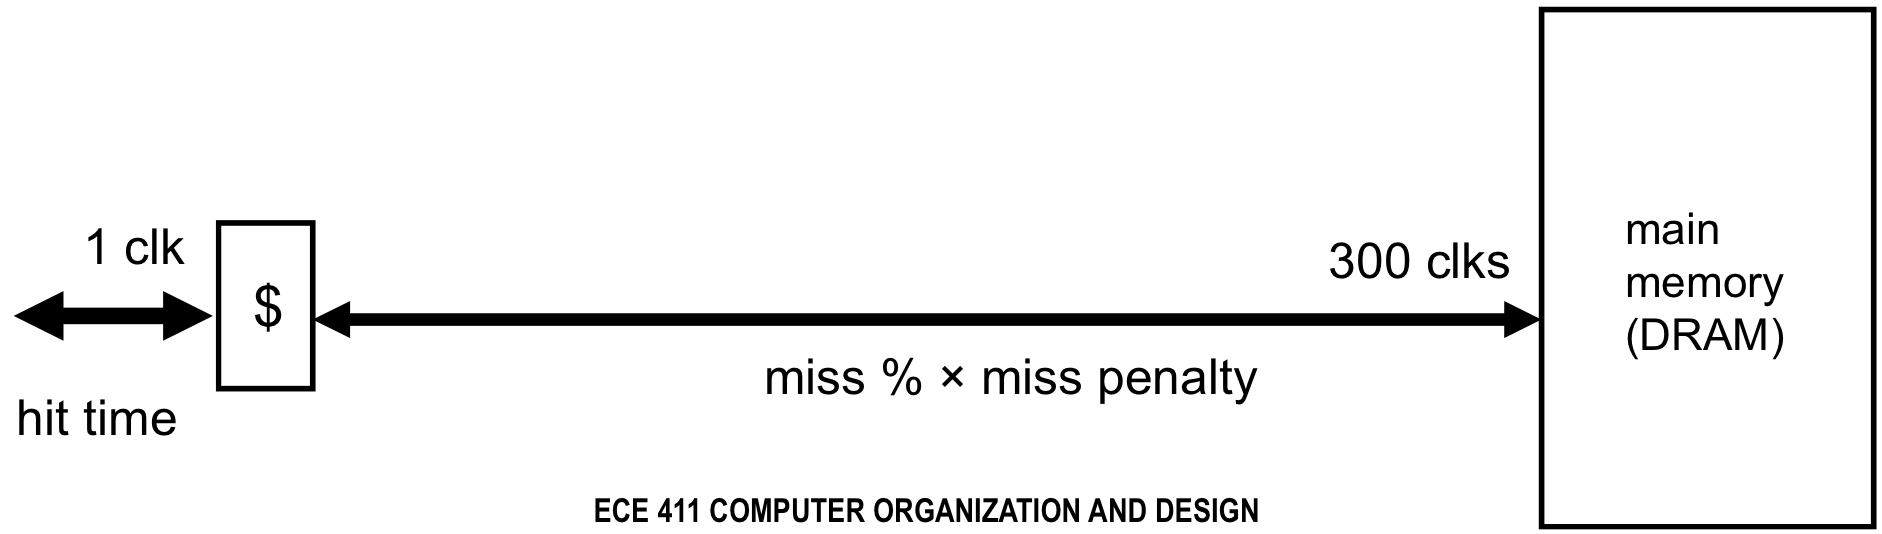 1 clk
hit time
$
300 clks
miss % × miss penalty
main
memory
(DRAM)
ECE 411 COMPUTER ORGANIZATION AND DESIGN